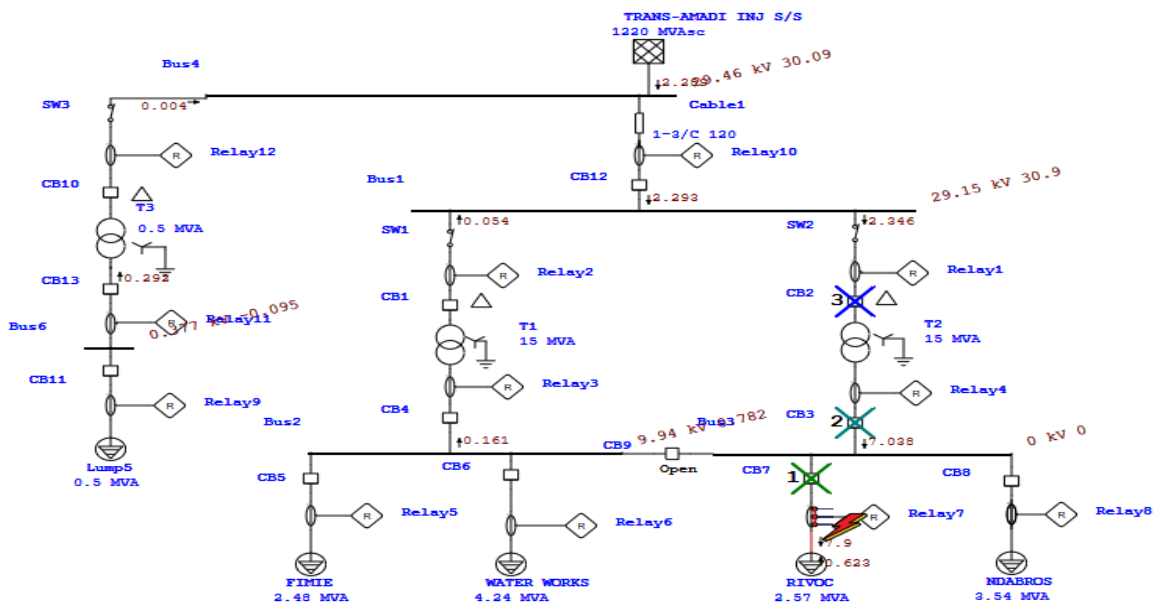 TRANS-AMADI INJ S/S
1220 MVAsc
29.46 kV 30.09
Bus4
SW3
0.004
Cable1
1-3/C 120
R
Relay12
R
Relay10
CB10
CB12
Bus1
2.293
29.15 kV 30.9
T3
0.5 MVA
SW1
0.054
SW2
2.346
CB13
0.292
R
Relay2
R
Relay1
CB1
CB2
3
Bus6
R
Relay11
T1
15 MVA
T2
15 MVA
CB11
R
Relay3
R
Relay4
R
Relay9
CB4
Bus2
Bus3
CB3
2
0.161
CB9
7.038
0 kV 0
Lump5
0.5 MVA
CB5
CB6
Open
CB7
1
CB8
R
Relay5
R
Relay6
R
Relay7
R
Relay8
7.9
0.623
FIMIE
2.48 MVA
WATER WORKS
4.24 MVA
RIVOC
2.57 MVA
NDABROS
3.54 MVA